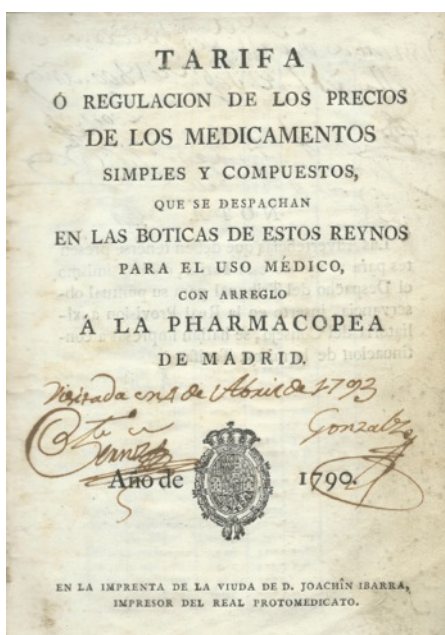 TARIFA
Ó REGULACION DE LOS PRECIOS
DE LOS MEDICAMENTOS
SIMPLES Y COMPUESTOS,
QUE SE DESPACHAN
EN LAS BOTICAS DE ESTOS REYNOS
PARA EL USO MÉDICO,
CON ARREGLO
Á LA PHARMACOPEA
DE MADRID.
Visitada en 4 de Abril de 1793
Gonzalez
Año de 1790.
EN LA IMPRENTA DE LA VIUDA DE D. JOACHÎN IBARRA,
IMPRESOR DEL REAL PROTOMEDICATO.